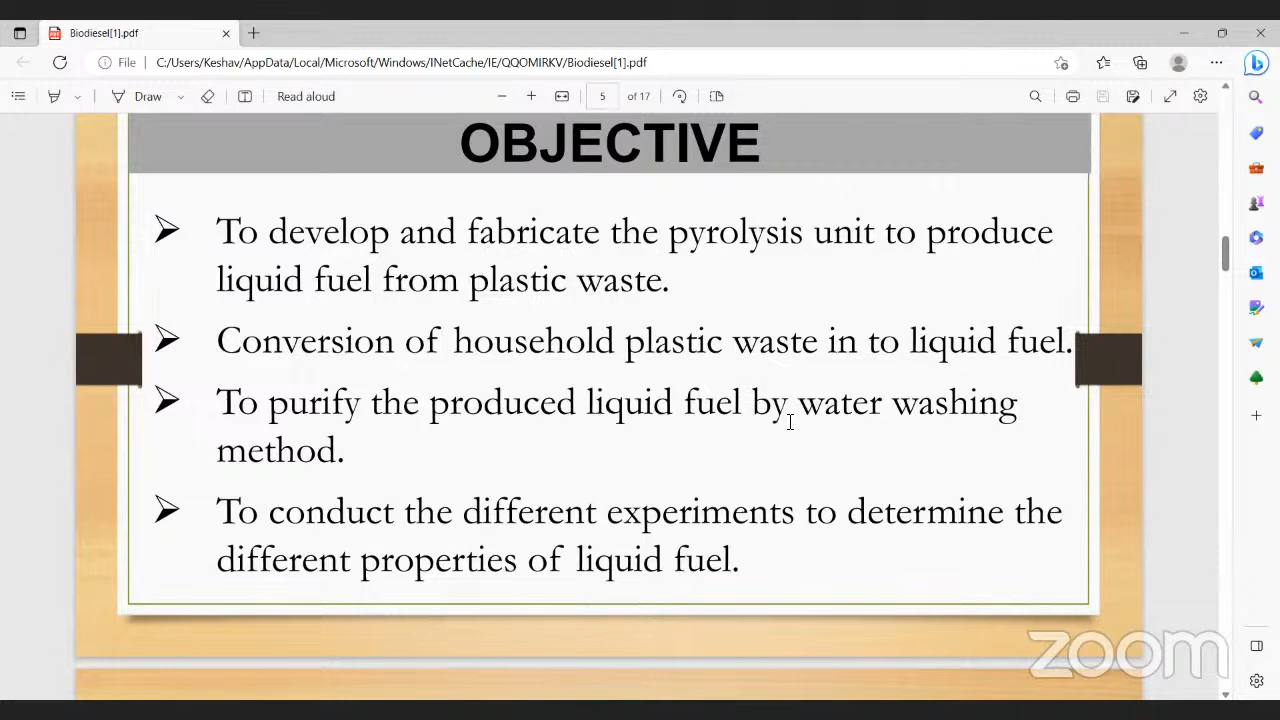 Biodiesel[1].pdf
File C:/Users/Keshav/AppData/Local/Microsoft/Windows/INetCache/IE/QQOMIRAV/Biodiesel[1].pdf
Draw Read aloud 5 of 17
OBJECTIVE
➢ To develop and fabricate the pyrolysis unit to produce
liquid fuel from plastic waste.
➢ Conversion of household plastic waste in to liquid fuel.
➢ To purify the produced liquid fuel by water washing
method.
➢ To conduct the different experiments to determine the
different properties of liquid fuel.
zoom